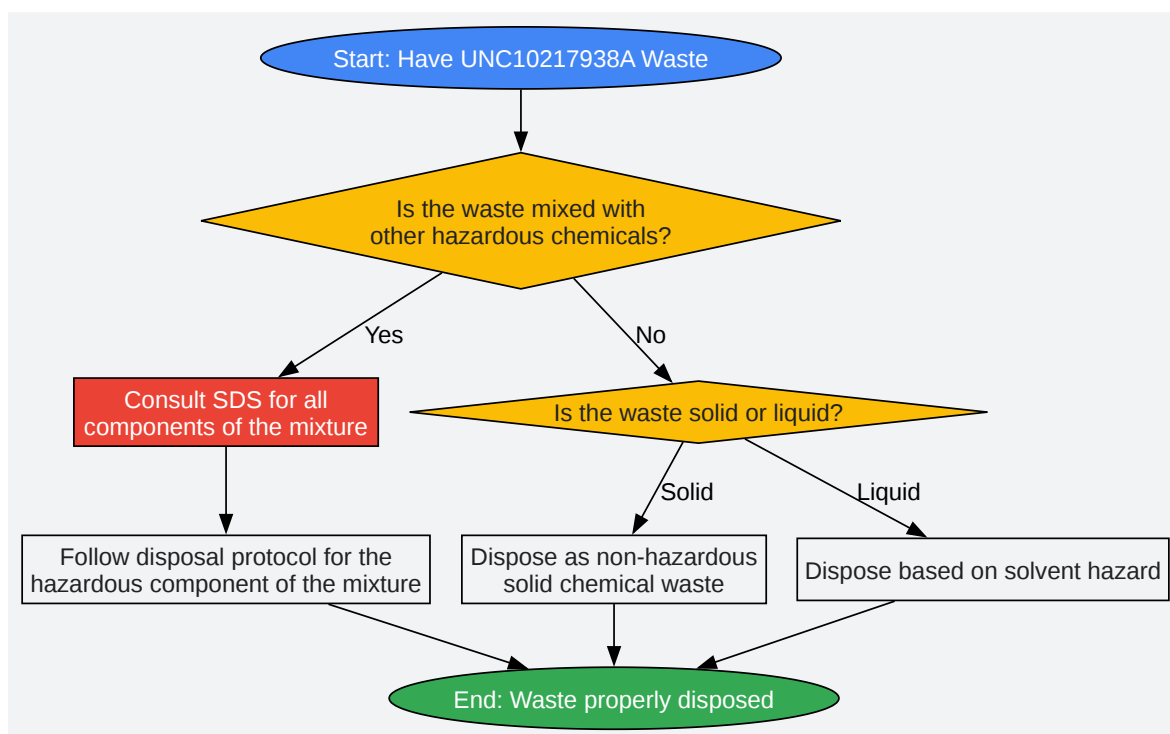 Start: Have UNC10217938A Waste
Is the waste mixed with
other hazardous chemicals?
Yes
No
Consult SDS for all
components of the mixture
Is the waste solid or liquid?
Solid
Liquid
Follow disposal protocol for the
hazardous component of the mixture
Dispose as non-hazardous
solid chemical waste
Dispose based on solvent hazard
End: Waste properly disposed